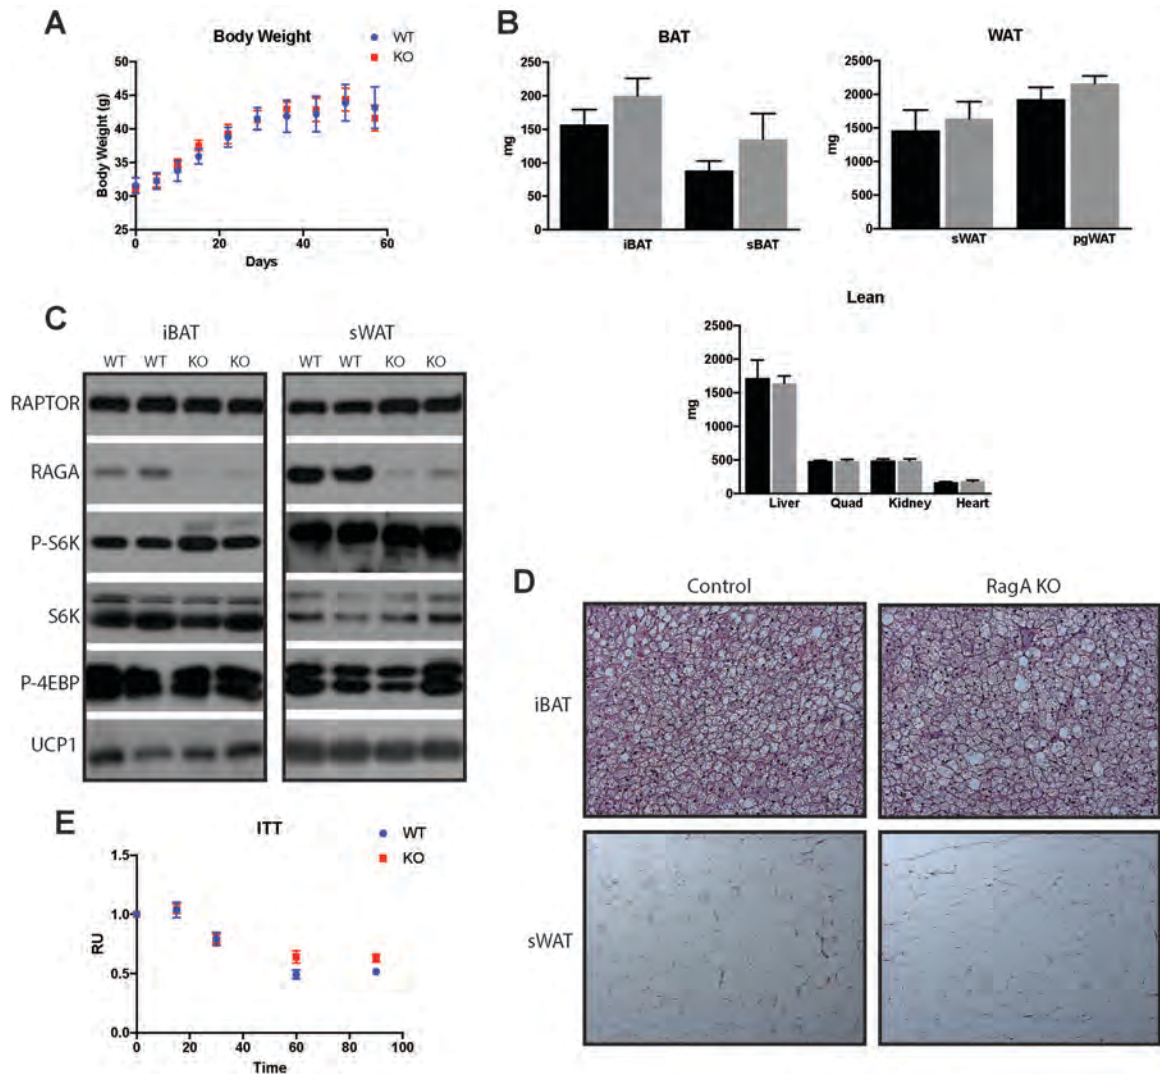 A
Body Weight
WT
KO
Body Weight (g)
50
45
40
35
30
25
0
20
40
60
Days
B
BAT
mg
250
200
150
100
50
0
iBAT
sBAT
WAT
mg
2500
2000
1500
1000
500
0
sWAT
pgWAT
Lean
mg
2500
2000
1500
1000
500
0
Liver
Quad
Kidney
Heart
C
iBAT
sWAT
WT WT KO KO
WT WT KO KO
RAPTOR
RAGA
P-S6K
S6K
P-4EBP
UCP1
D
Control
RagA KO
iBAT
sWAT
E
ITT
WT
KO
RU
1.5
1.0
0.5
0.0
0
20
40
60
80
100
Time